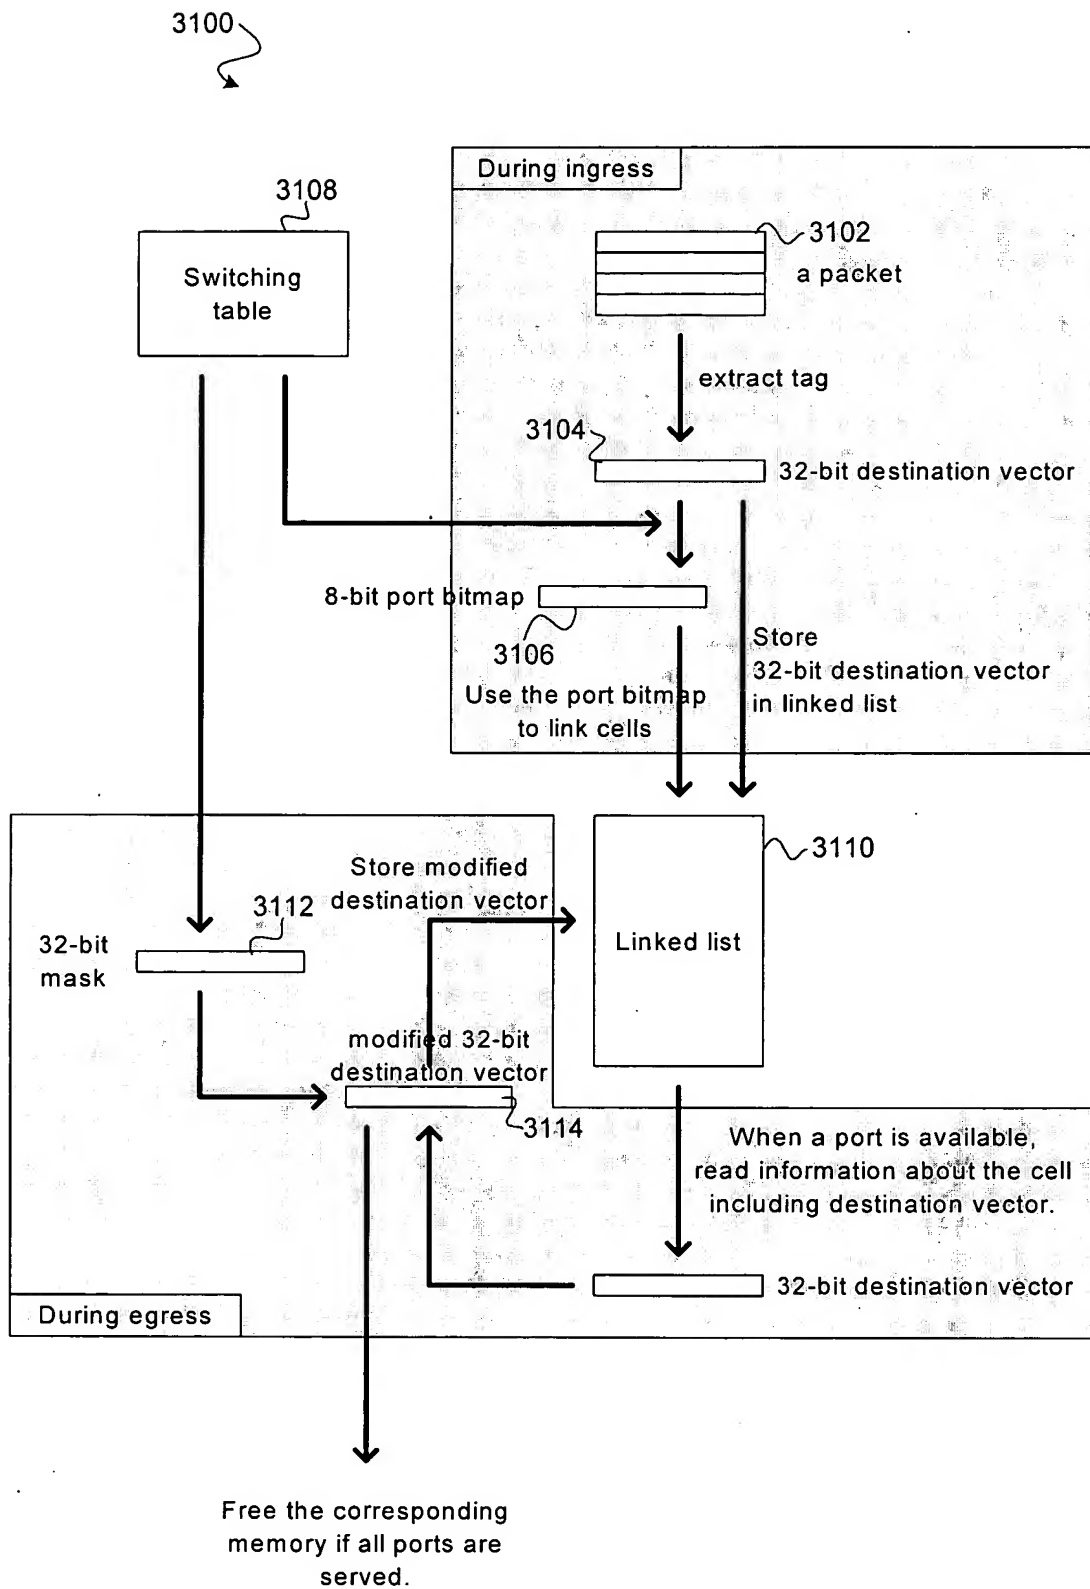 3100
During ingress
3108
3102
Switching
table
a packet
extract tag
3104
32-bit destination vector
8-bit port bitmap
3106
Store
32-bit destination vector
in linked list
Use the port bitmap
to link cells
3110
Store modified
destination vector
3112
32-bit
mask
Linked list
modified 32-bit
destination vector
3114
When a port is available,
read information about the cell
including destination vector.
32-bit destination vector
During egress
Free the corresponding
memory if all ports are
served.